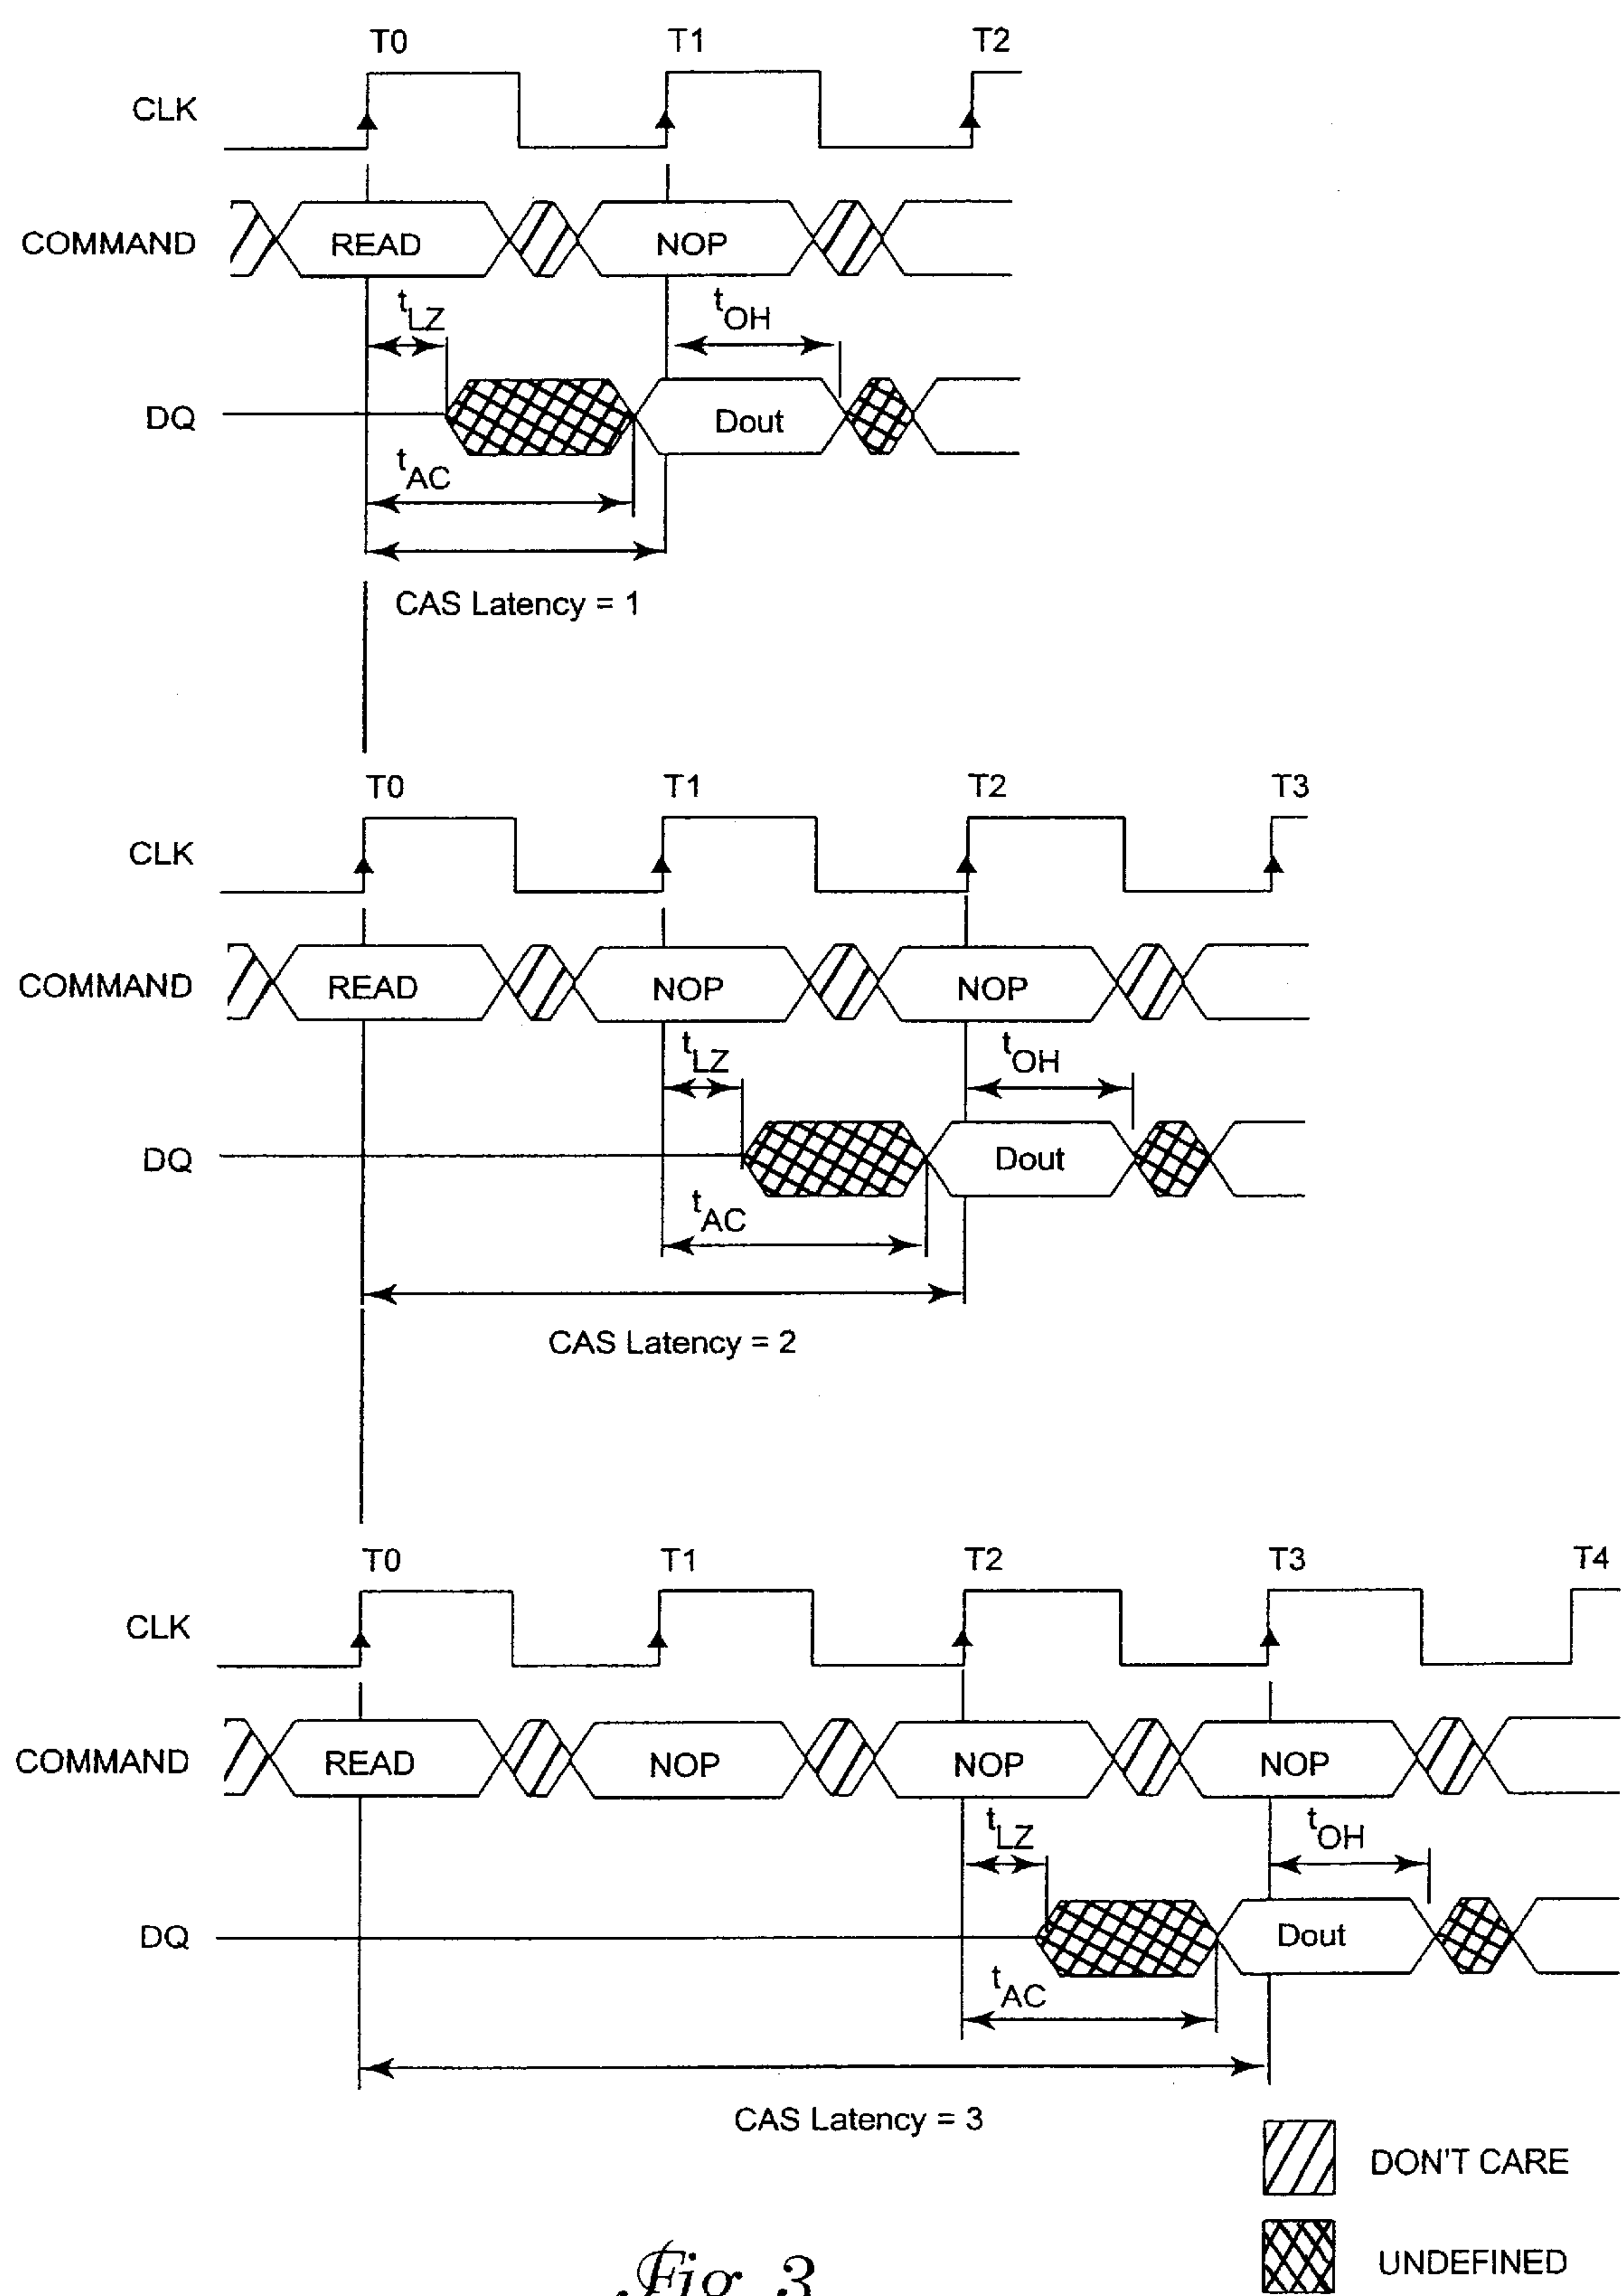 T0 T1 T2
CLK
COMMAND READ NOP
tLZ tOH
DQ Dout
tAC
CAS Latency = 1
T0 T1 T2 T3
CLK
COMMAND READ NOP NOP
tLZ tOH
DQ Dout
tAC
CAS Latency = 2
T0 T1 T2 T3 T4
CLK
COMMAND READ NOP NOP NOP
tLZ tOH
DQ Dout
tAC
CAS Latency = 3
DON'T CARE
UNDEFINED
Fig 3